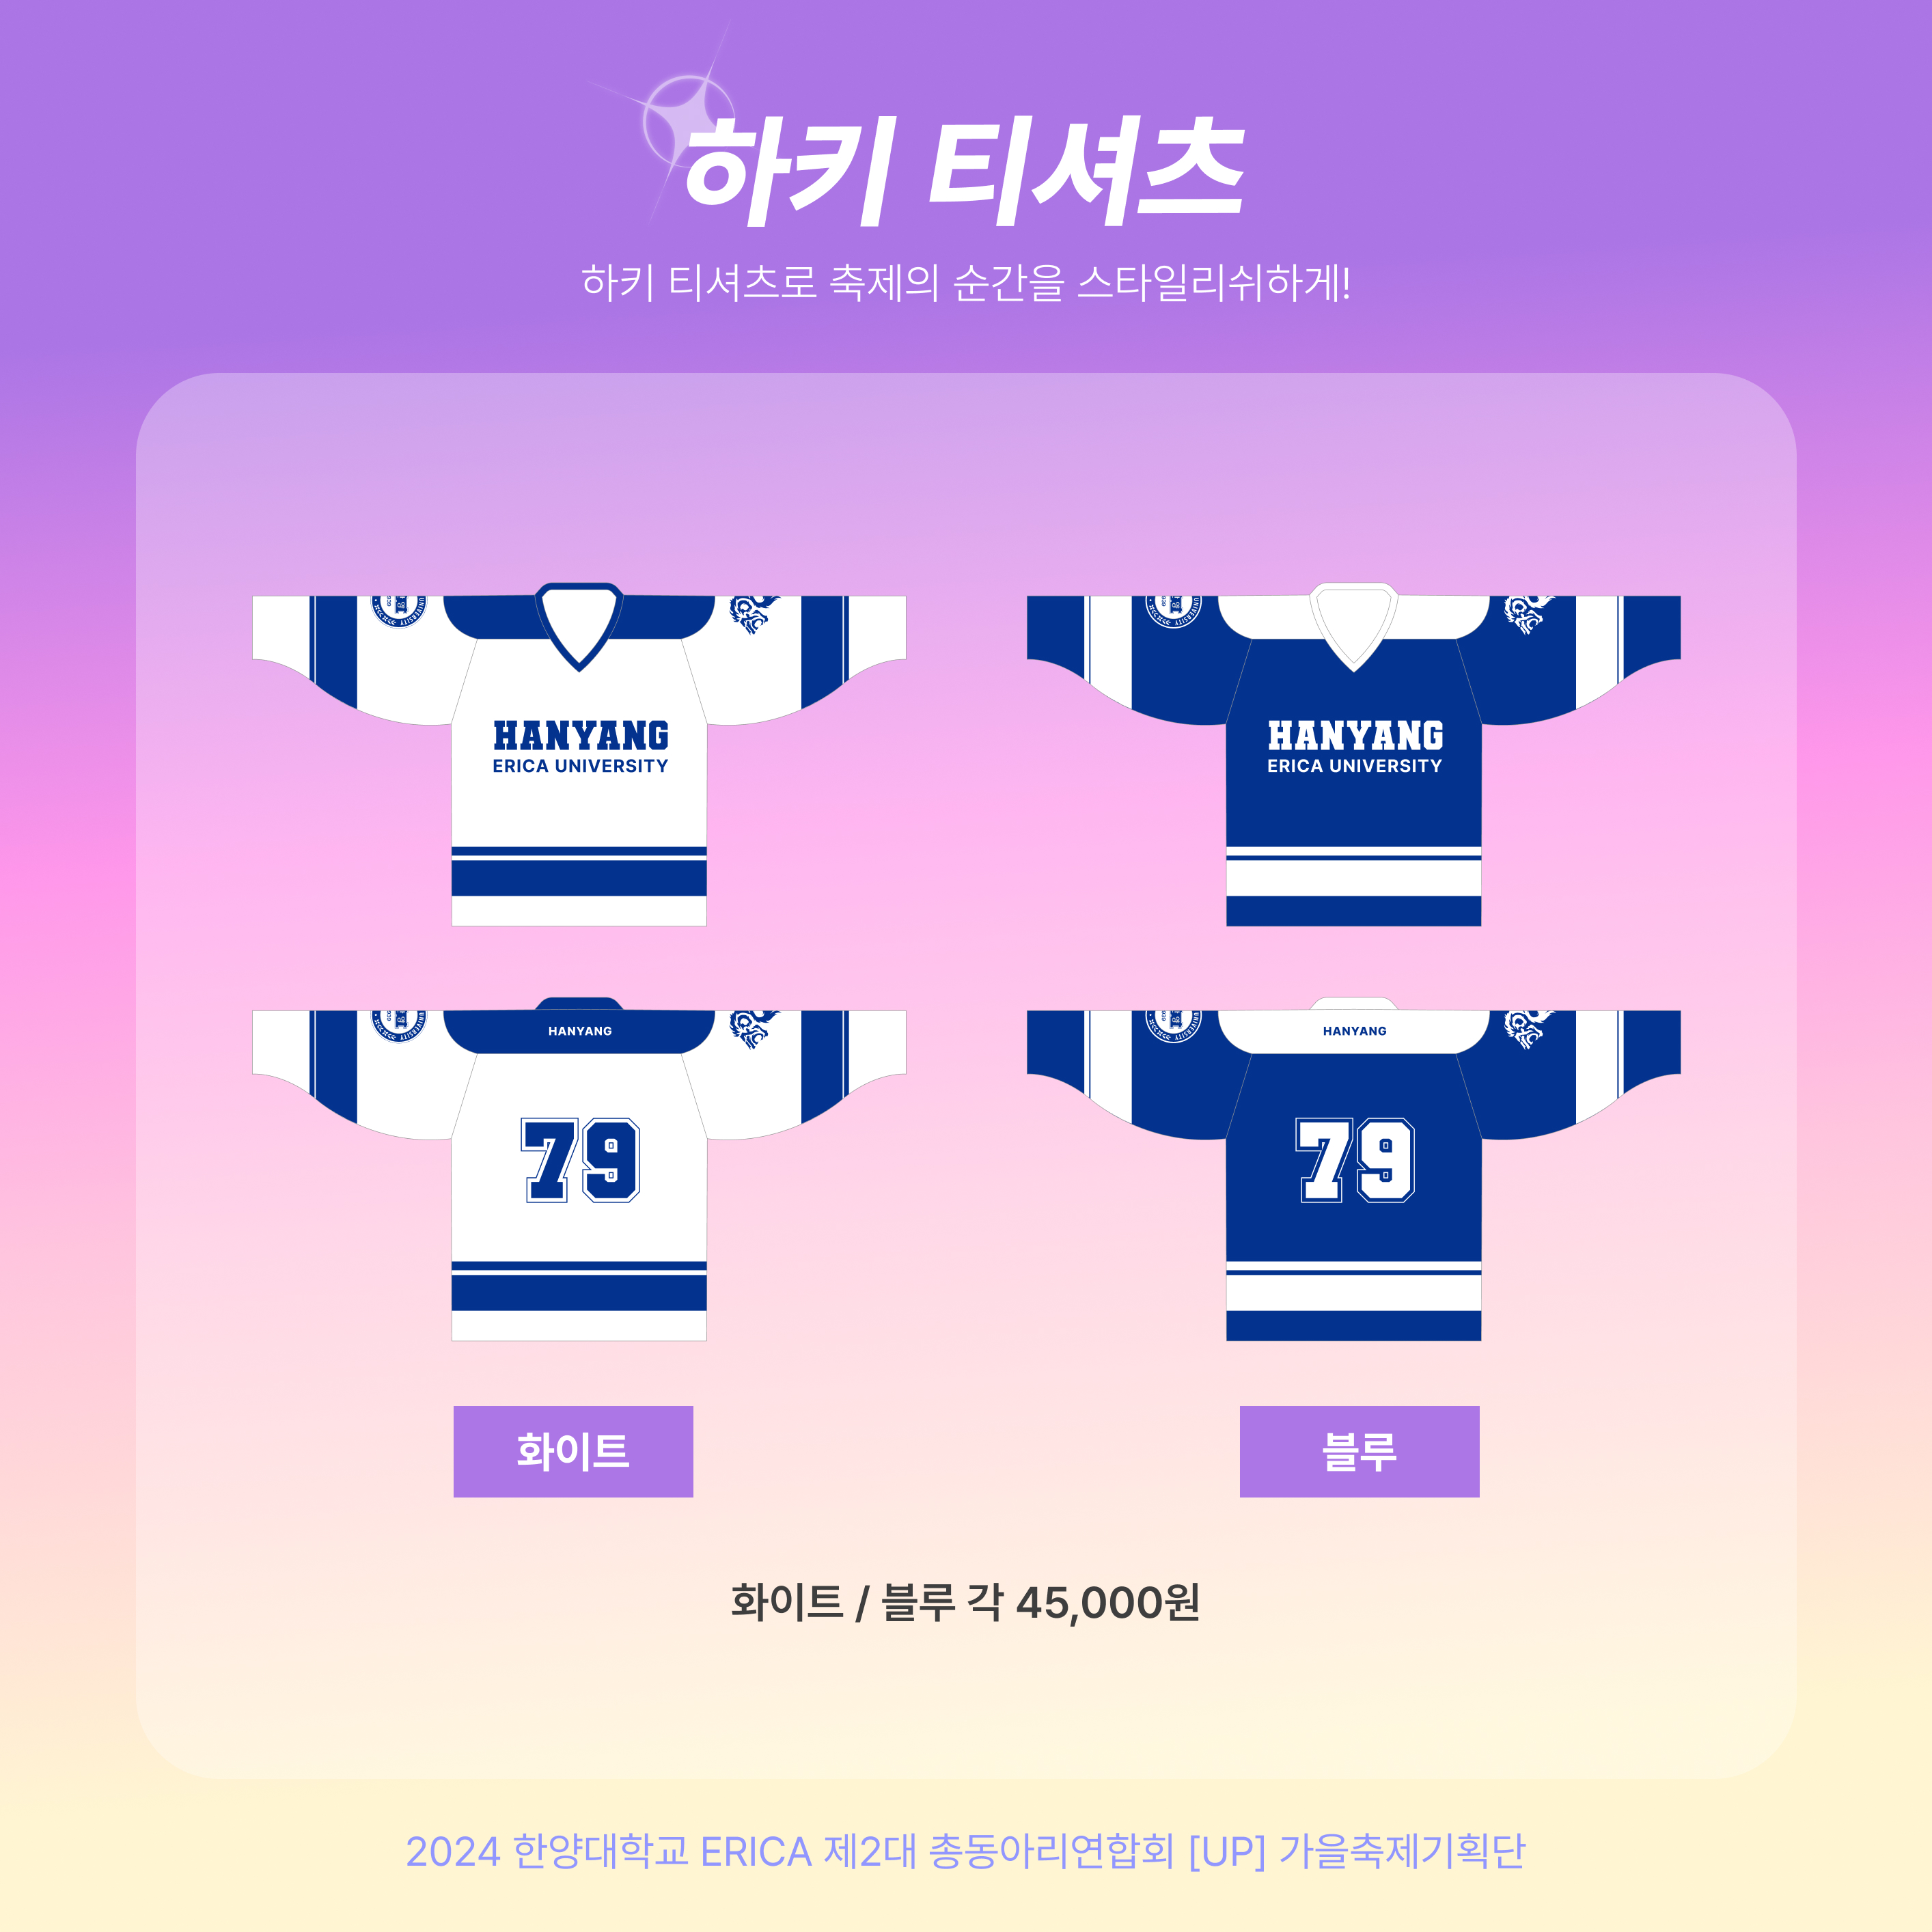 하키 티셔츠
하키 티셔츠로 축제의 순간을 스타일리쉬하게!
HANYANG
ERICA UNIVERSITY
HANYANG
ERICA UNIVERSITY
HANYANG
79
HANYANG
79
화이트
블루
화이트 / 블루 각 45,000원
2024 한양대학교 ERICA 제2대 총동아리연합회 [UP] 가을축제기획단